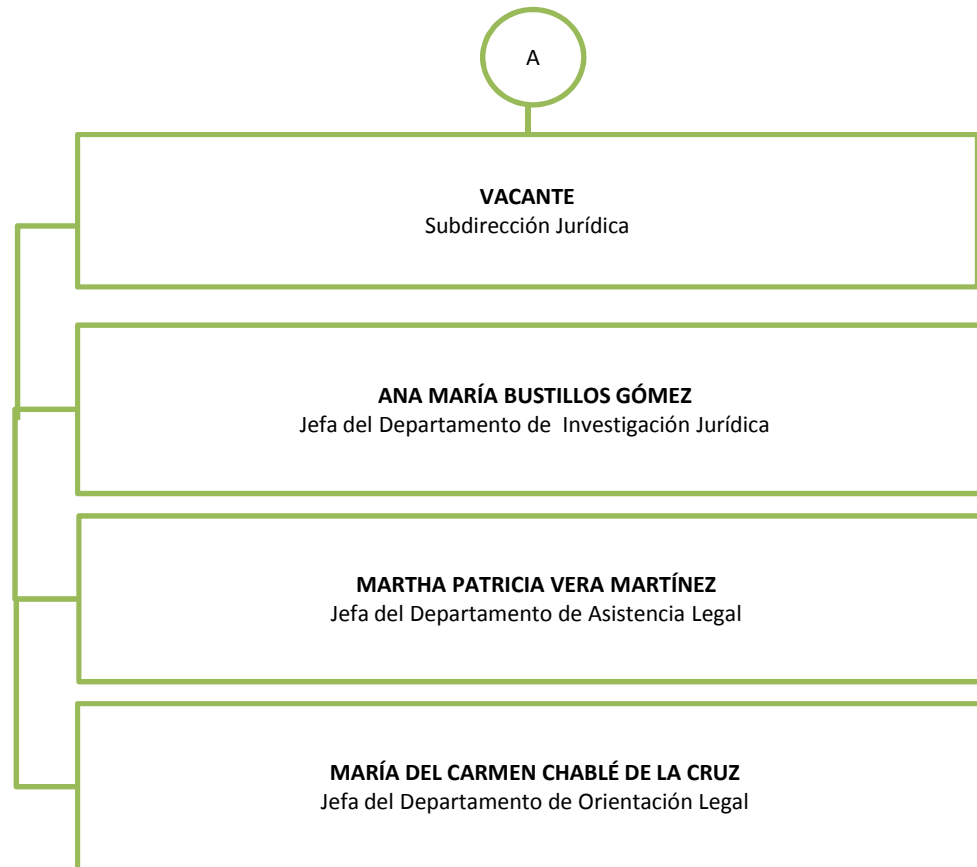 A
VACANTE
Subdirección Jurídica
ANA MARÍA BUSTILLOS GÓMEZ
Jefa del Departamento de  Investigación Jurídica
MARTHA PATRICIA VERA MARTÍNEZ
Jefa del Departamento de Asistencia Legal
MARÍA DEL CARMEN CHABLÉ DE LA CRUZ
Jefa del Departamento de Orientación Legal